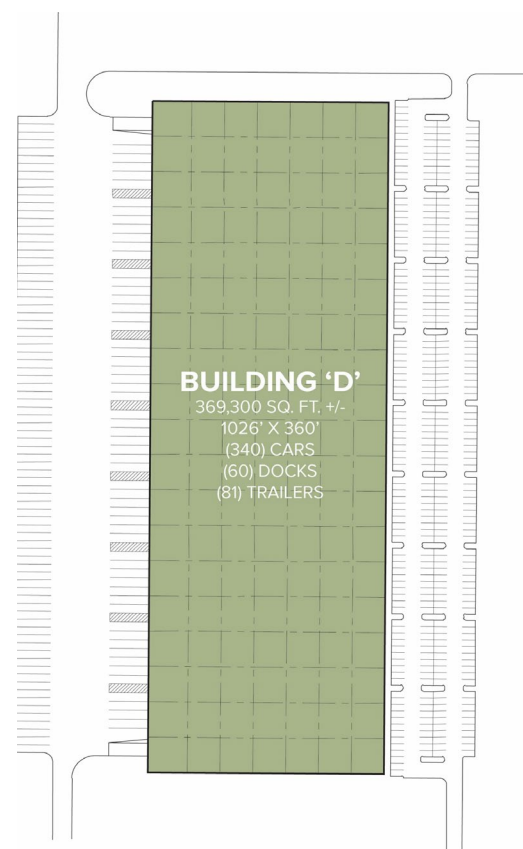 BUILDING ‘D’
369,300 SQ. FT. +/-
1026’ X 360’
(340) CARS
(60) DOCKS
(81) TRAILERS